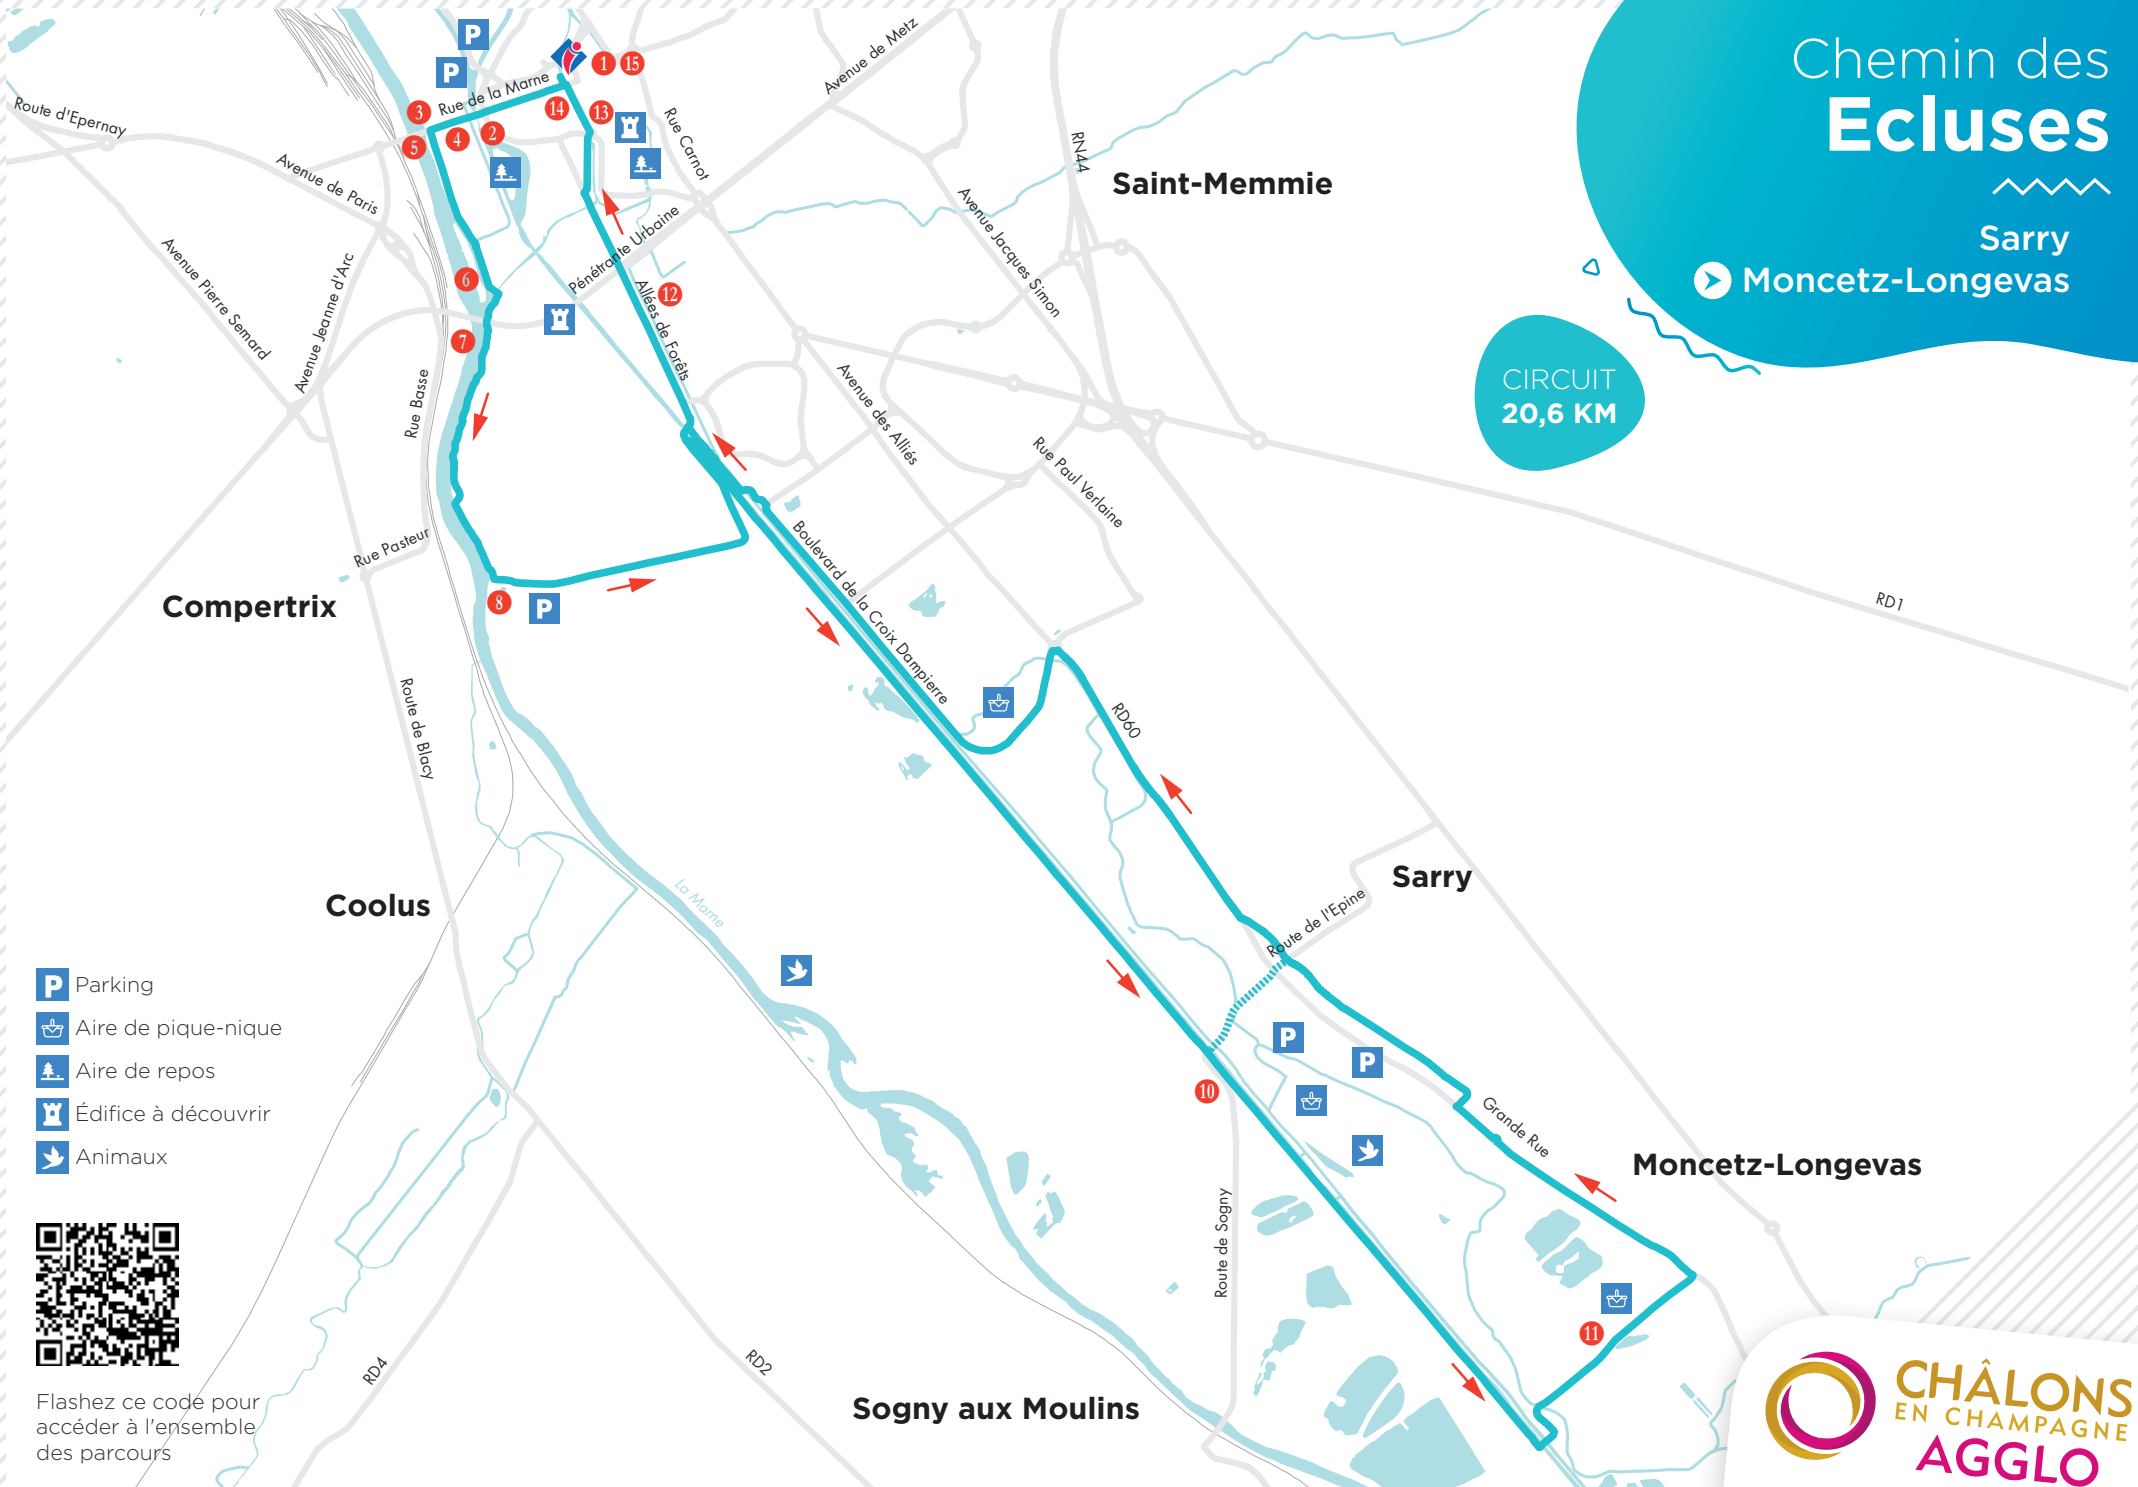 Chemin des
Ecluses
Sarry
Moncetz-Longevas
CIRCUIT
20,6 KM
P
P
1
15
Rue de la Marne
Avenue de Metz
Route d'Epernay
3
14
13
4
2
5
Rue Carnot
RN44
Saint-Memmie
Avenue de Paris
Avenue Jacques Simon
Pénétrante Urbaine
Avenue Pierre Semard
Avenue Jeanne d'Arc
6
12
Allées de Forêts
7
Rue Basse
Avenue des Alliés
Rue Paul Verlaine
Rue Pasteur
Boulevard de la Croix Dampierre
Compertrix
8
P
RD1
Route de Blacy
RD60
Sarry
Coolus
La Marne
Route de l'Epine
P
P
10
Grande Rue
Moncetz-Longevas
Route de Sogny
11
RD4
RD2
Sogny aux Moulins
P Parking
Aire de pique-nique
Aire de repos
Édifice à découvrir
Animaux
Flashez ce code pour
accéder à l'ensemble
des parcours
CHÂLONS
EN CHAMPAGNE
AGGLO